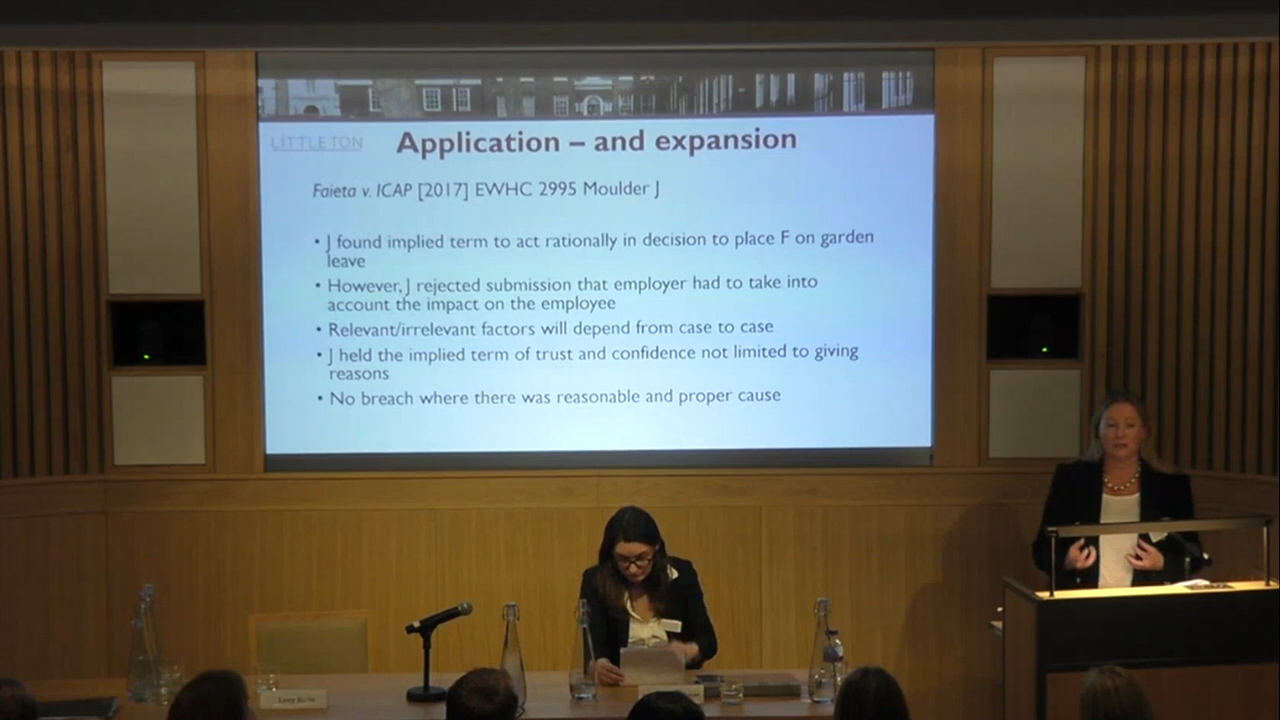 LITTLETON
Application – and expansion
Faieta v. ICAP [2017] EWHC 2995 Moulder J
• J found implied term to act rationally in decision to place F on garden
leave
• However, J rejected submission that employer had to take into
account the impact on the employee
• Relevant/irrelevant factors will depend from case to case
• J held the implied term of trust and confidence not limited to giving
reasons
• No breach where there was reasonable and proper cause